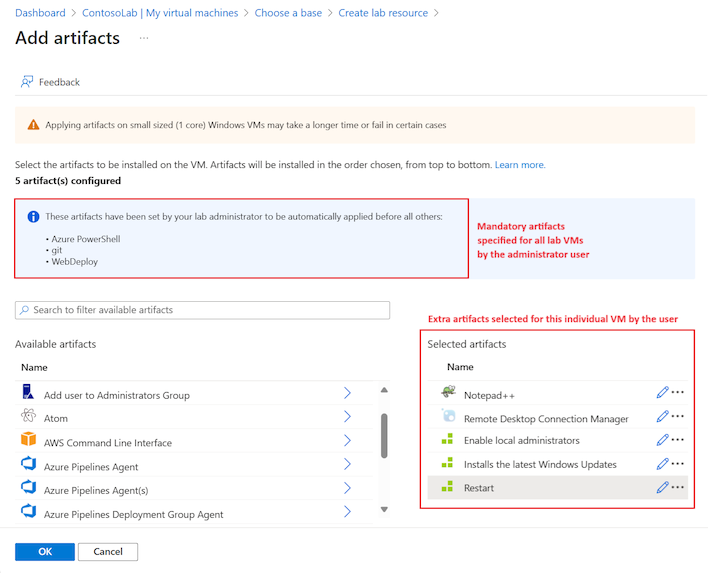 Dashboard > ContosoLab | My virtual machines > Choose a base > Create lab resource >
Add artifacts ...
Feedback
Applying artifacts on small sized (1 core) Windows VMs may take a longer time or fail in certain cases
Select the artifacts to be installed on the VM. Artifacts will be installed in the order chosen, from top to bottom. Learn more.
5 artifact(s) configured
These artifacts have been set by your lab administrator to be automatically applied before all others:
• Azure PowerShell
• git
• WebDeploy
Mandatory artifacts
specified for all lab VMs
by the administrator user
Search to filter available artifacts
Extra artifacts selected for this individual VM by the user
Available artifacts
Name
Add user to Administrators Group
Atom
AWS Command Line Interface
Azure Pipelines Agent
Azure Pipelines Agent(s)
Azure Pipelines Deployment Group Agent
Selected artifacts
Name
Notepad++
Remote Desktop Connection Manager
Enable local administrators
Installs the latest Windows Updates
Restart
OK
Cancel